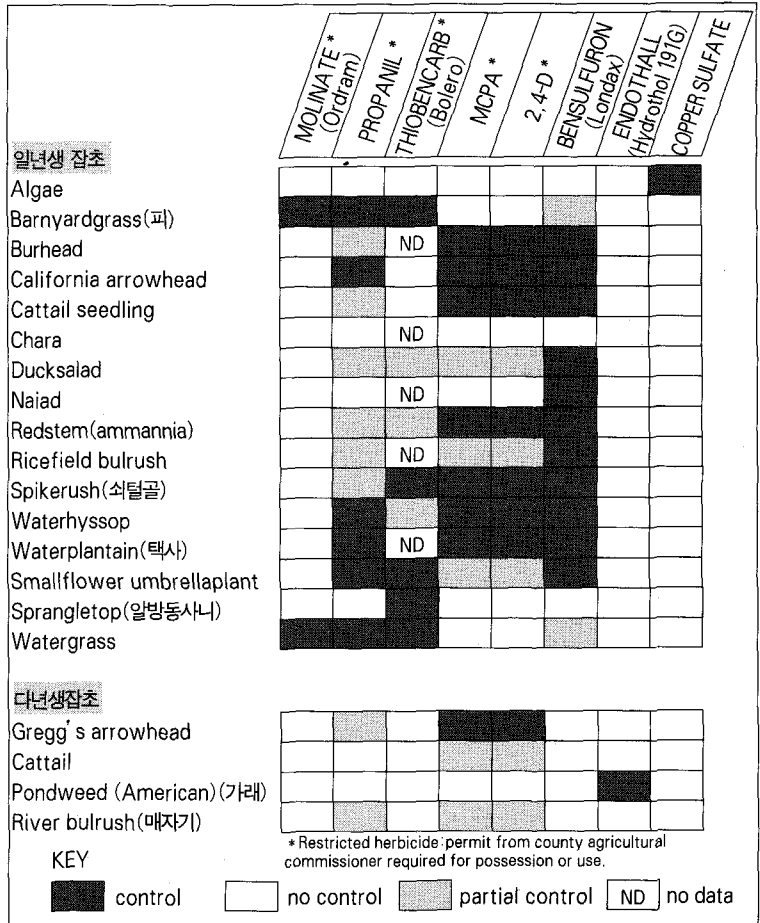 MOLINATE *
(Ordram)
PROPANIL *
THIOBENCARB *
(Bolero)
MCPA *
2,4-D *
BENSULFURON
(Londax)
ENDOTHALL
(Hydrothol 191G)
COPPER SULFATE
일년생 잡초
Algae
Barnyardgrass(피)
Burhead ND
California arrowhead
Cattail seedling
Chara ND
Ducksalad
Naiad ND
Redstem(ammannia)
Ricefield bulrush ND
Spikerush(쇠털골)
Waterhyssop
Waterplantain(택사) ND
Smallflower umbrellaplant
Sprangletop(알방동사니)
Watergrass
다년생잡초
Gregg's arrowhead
Cattail
Pondweed (American)(가래)
River bulrush(매자기)
* Restricted herbicide:permit from county agricultural
commissioner required for possession or use.
KEY
control no control partial control ND no data